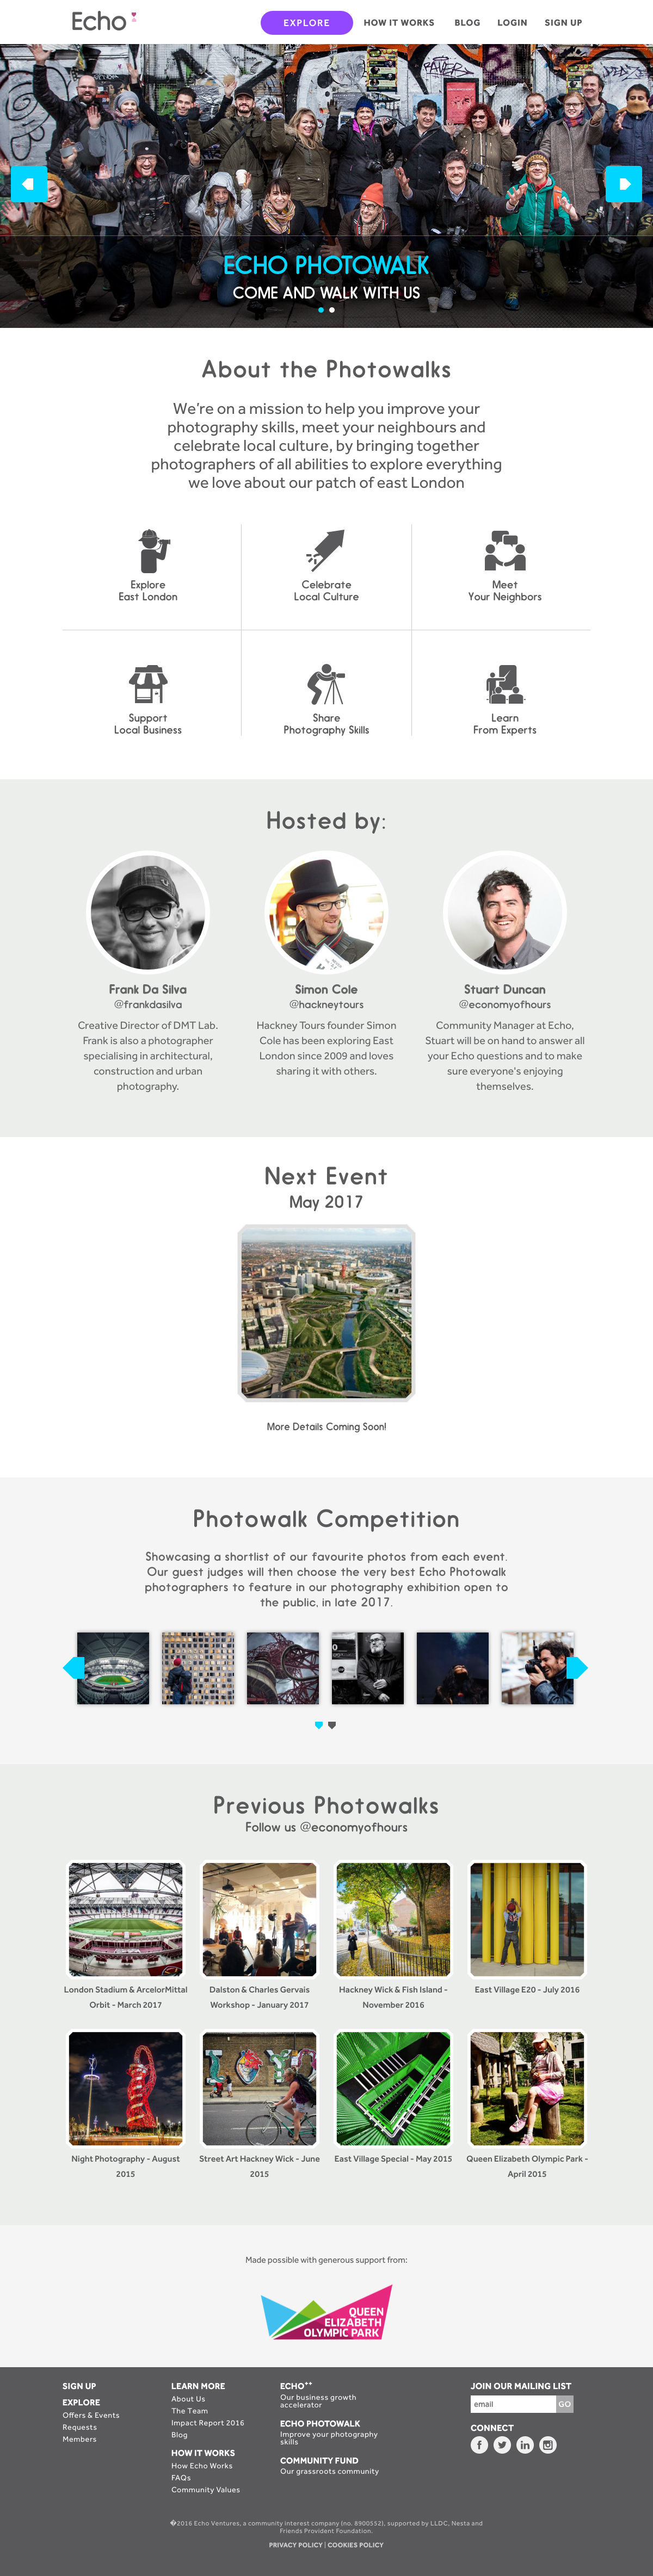 Echo
EXPLORE
HOW IT WORKS
BLOG
LOGIN
SIGN UP
ECHO PHOTOWALK
COME AND WALK WITH US
About the Photowalks
We're on a mission to help you improve your
photography skills, meet your neighbours and
celebrate local culture, by bringing together
photographers of all abilities to explore everything
we love about our patch of east London
Explore
East London
Celebrate
Local Culture
Meet
Your Neighbors
Support
Local Business
Share
Photography Skills
Learn
From Experts
Hosted by:
Frank Da Silva
@frankdasilva
Creative Director of DMT Lab.
Frank is also a photographer
specialising in architectural,
construction and urban
photography.
Simon Cole
@hackneytours
Hackney Tours founder Simon
Cole has been exploring East
London since 2009 and loves
sharing it with others.
Stuart Duncan
@economyofhours
Community Manager at Echo,
Stuart will be on hand to answer all
your Echo questions and to make
sure everyone's enjoying
themselves.
Next Event
May 2017
More Details Coming Soon!
Photowalk Competition
Showcasing a shortlist of our favourite photos from each event.
Our guest judges will then choose the very best Echo Photowalk
photographers to feature in our photography exhibition open to
the public, in late 2017.
Previous Photowalks
Follow us @economyofhours
London Stadium & ArcelorMittal
Orbit - March 2017
Dalston & Charles Gervais
Workshop - January 2017
Hackney Wick & Fish Island -
November 2016
East Village E20 - July 2016
Night Photography - August
2015
Street Art Hackney Wick - June
2015
East Village Special - May 2015
Queen Elizabeth Olympic Park -
April 2015
Made possible with generous support from:
QUEEN
ELIZABETH
OLYMPIC PARK
SIGN UP
EXPLORE
Offers & Events
Requests
Members
LEARN MORE
About Us
The Team
Impact Report 2016
Blog
HOW IT WORKS
How Echo Works
FAQs
Community Values
ECHO++
Our business growth
accelerator
ECHO PHOTOWALK
Improve your photography
skills
COMMUNITY FUND
Our grassroots community
JOIN OUR MAILING LIST
email
GO
CONNECT
�2016 Echo Ventures, a community interest company (no. 8900552), supported by LLDC, Nesta and
Friends Provident Foundation.
PRIVACY POLICY | COOKIES POLICY